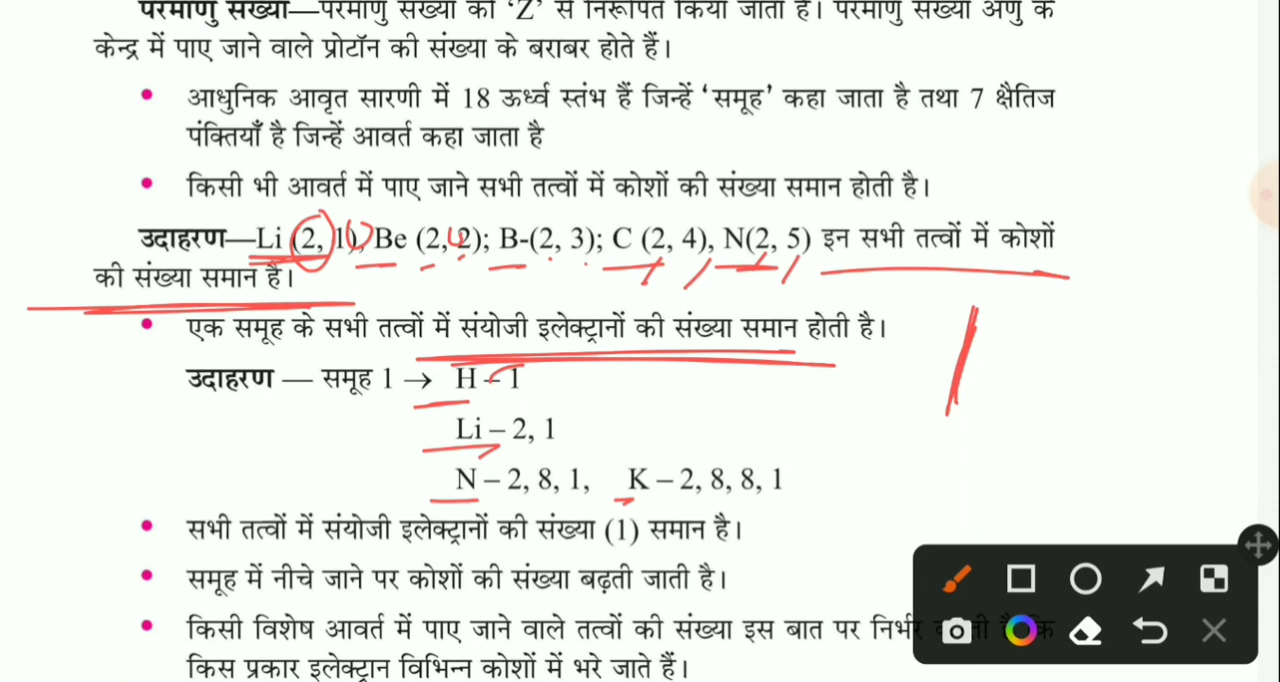 परमाणु संख्या—परमाणु संख्या को ‘Z’ से निरूपित किया जाता है। परमाणु संख्या अणु के
केन्द्र में पाए जाने वाले प्रोटॉन की संख्या के बराबर होते हैं।
• आधुनिक आवृत सारणी में 18 ऊर्ध्व स्तंभ हैं जिन्हें ‘समूह’ कहा जाता है तथा 7 क्षैतिज
पंक्तियाँ है जिन्हें आवर्त कहा जाता है
• किसी भी आवर्त में पाए जाने सभी तत्वों में कोशों की संख्या समान होती है।
उदाहरण—Li (2, 1), Be (2, 2); B-(2, 3); C (2, 4), N(2, 5) इन सभी तत्वों में कोशों
की संख्या समान है।
• एक समूह के सभी तत्वों में संयोजी इलेक्ट्रानों की संख्या समान होती है।
उदाहरण — समूह 1 → H – 1
Li – 2, 1
N – 2, 8, 1, K – 2, 8, 8, 1
• सभी तत्वों में संयोजी इलेक्ट्रानों की संख्या (1) समान है।
• समूह में नीचे जाने पर कोशों की संख्या बढ़ती जाती है।
• किसी विशेष आवर्त में पाए जाने वाले तत्वों की संख्या इस बात पर निर्भर
किस प्रकार इलेक्ट्रान विभिन्न कोशों में भरे जाते हैं।